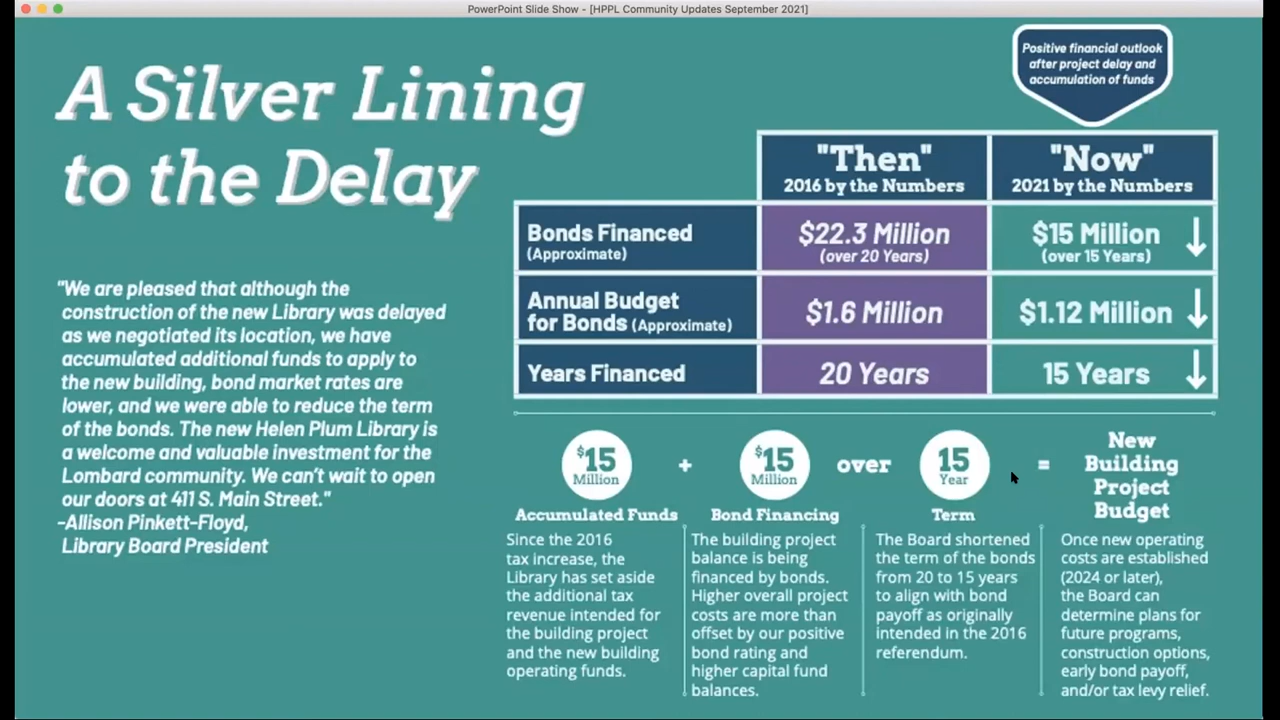 PowerPoint Slide Show - [HPPL Community Updates September 2021]
A Silver Lining
to the Delay
"We are pleased that although the
construction of the new Library was delayed
as we negotiated its location, we have
accumulated additional funds to apply to
the new building, bond market rates are
lower, and we were able to reduce the term
of the bonds. The new Helen Plum Library is
a welcome and valuable investment for the
Lombard community. We can't wait to open
our doors at 411 S. Main Street."
-Allison Pinkett-Floyd,
Library Board President
Positive financial outlook
after project delay and
accumulation of funds
"Then"
2016 by the Numbers
"Now"
2021 by the Numbers
Bonds Financed
(Approximate)
$22.3 Million
(over 20 Years)
$15 Million
(over 15 Years)
Annual Budget
for Bonds (Approximate)
$1.6 Million
$1.12 Million
Years Financed
20 Years
15 Years
$15
Million
+
$15
Million
over
15
Year
=
New
Building
Project
Budget
Accumulated Funds
Since the 2016
tax increase, the
Library has set aside
the additional tax
revenue intended for
the building project
and the new building
operating funds.
Bond Financing
The building project
balance is being
financed by bonds.
Higher overall project
costs are more than
offset by our positive
bond rating and
higher capital fund
balances.
Term
The Board shortened
the term of the bonds
from 20 to 15 years
to align with bond
payoff as originally
intended in the 2016
referendum.
Once new operating
costs are established
(2024 or later),
the Board can
determine plans for
future programs,
construction options,
early bond payoff,
and/or tax levy relief.